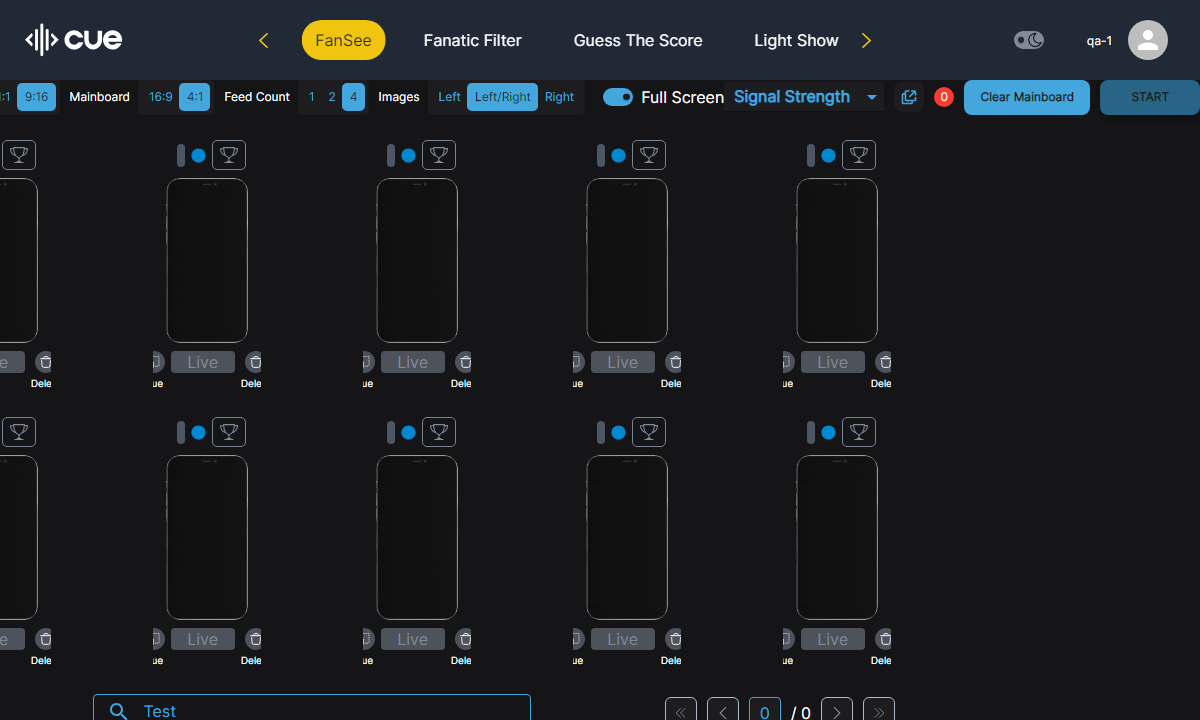 cue FanSee Fanatic Filter Guess The Score Light Show qa-1
:1 9:16 Mainboard 16:9 4:1 Feed Count 1 2 4 Images Left Left/Right Right Full Screen Signal Strength 0 Clear Mainboard START
e Live Live Live Live
Dele ue Dele ue Dele ue Dele ue Dele
e Live Live Live Live
Dele ue Dele ue Dele ue Dele ue Dele
Test 0 / 0